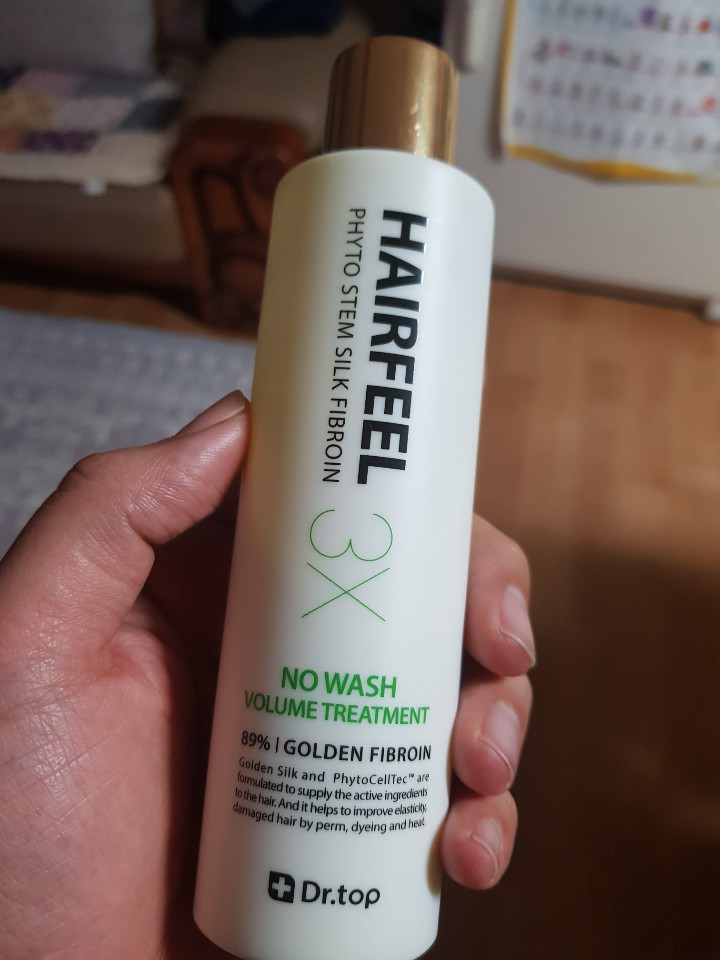 HAIRFEEL
PHYTO STEM SILK FIBROIN
3X
NO WASH
VOLUME TREATMENT
89% | GOLDEN FIBROIN
Golden Silk and PhytoCellTec™ are
formulated to supply the active ingredients
to the hair. And it helps to improve elasticity,
damaged hair by perm, dyeing and heat.
Dr.top